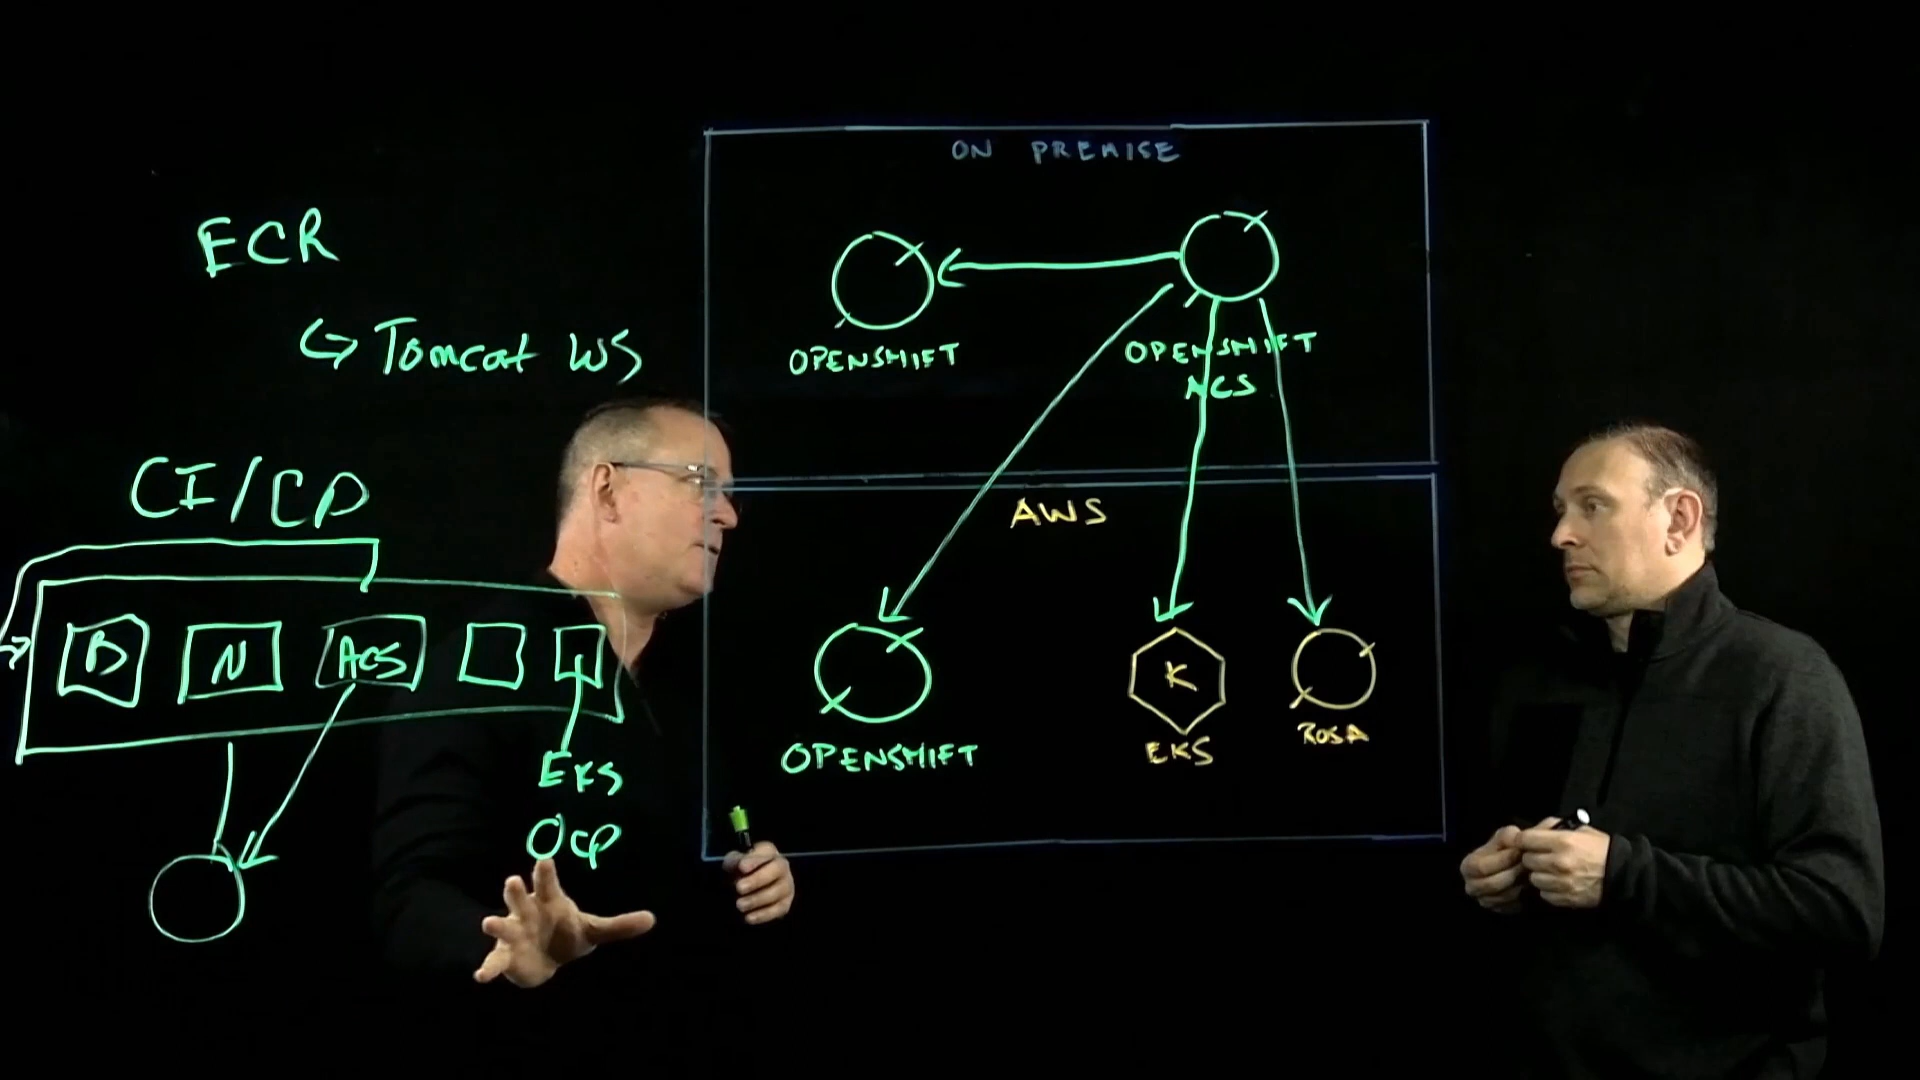 ECR
↪ Tomcat WS
CI/CD
B
N
ACS
EKS
OCP
ON PREMISE
OPENSHIFT
OPENSHIFT
ACS
AWS
K
OPENSHIFT
EKS
ROSA